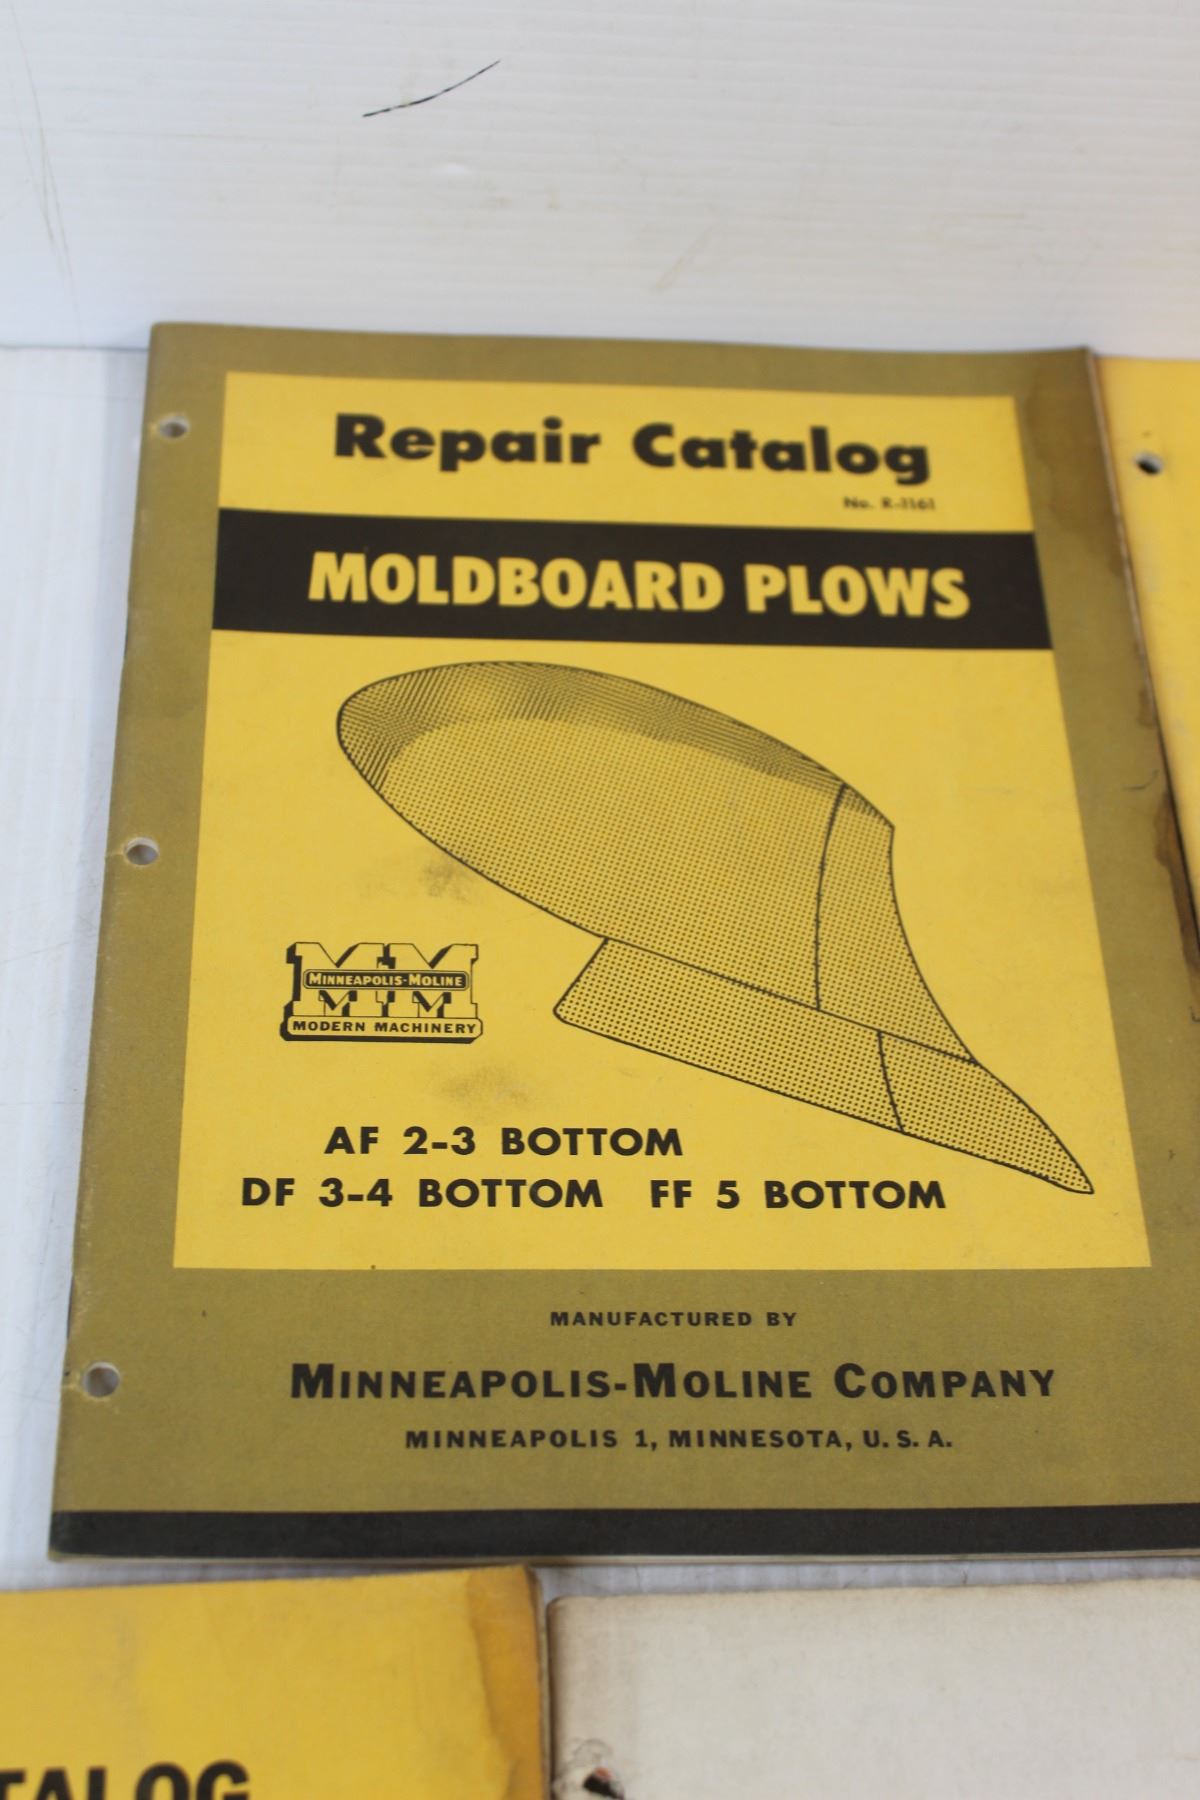 Repair Catalog
No. R-1161
MOLDBOARD PLOWS
MINNEAPOLIS-MOLINE
MODERN MACHINERY
AF 2-3 BOTTOM
DF 3-4 BOTTOM FF 5 BOTTOM
MANUFACTURED BY
MINNEAPOLIS-MOLINE COMPANY
MINNEAPOLIS 1, MINNESOTA, U. S. A.
TALOG